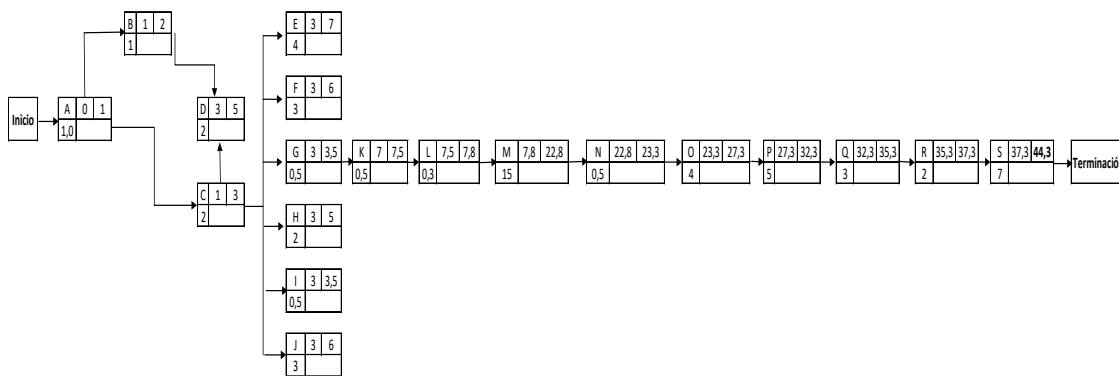 B 1 2
1
E 3 7
4
F 3 6
3
Inicio
A 0 1
1,0
D 3 5
2
G 3 3,5
0,5
K 7 7,5
0,5
L 7,5 7,8
0,3
M 7,8 22,8
15
N 22,8 23,3
0,5
O 23,3 27,3
4
P 27,3 32,3
5
Q 32,3 35,3
3
R 35,3 37,3
2
S 37,3 44,3
7
Terminació
C 1 3
2
H 3 5
2
I 3 3,5
0,5
J 3 6
3